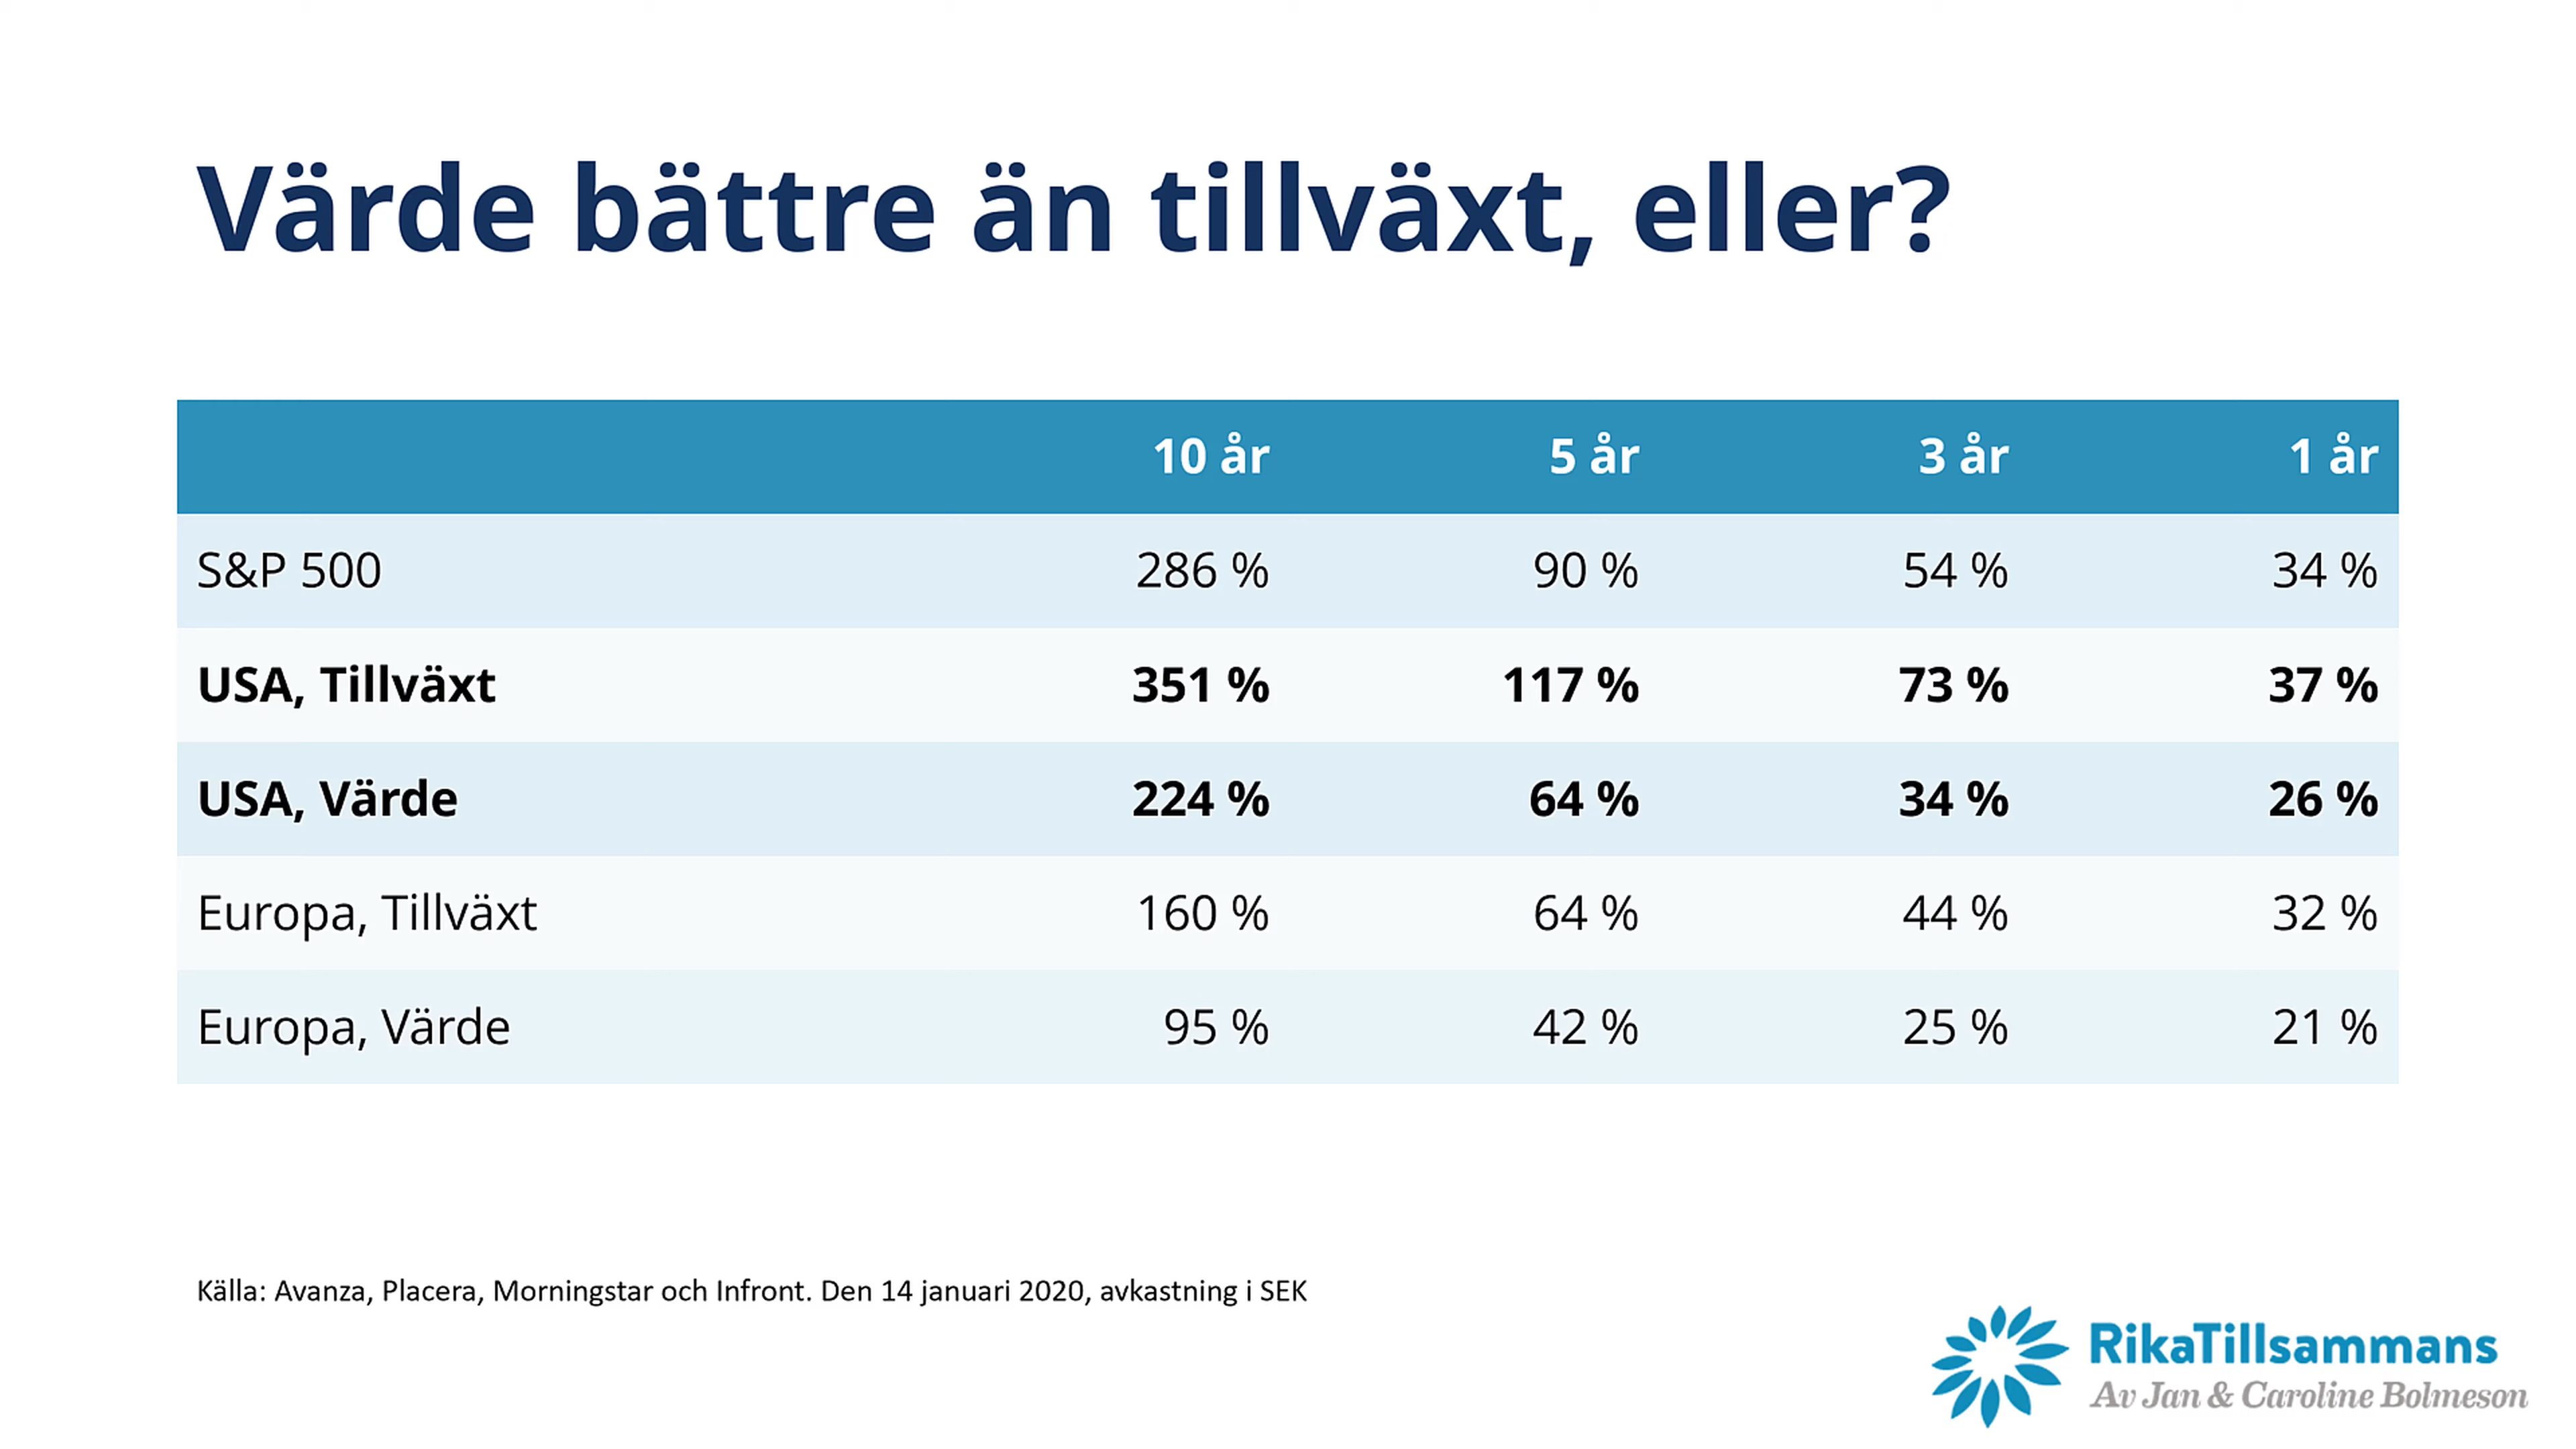 Värde bättre än tillväxt, eller?
10 år 5 år 3 år 1 år
S&P 500 286 % 90 % 54 % 34 %
USA, Tillväxt 351 % 117 % 73 % 37 %
USA, Värde 224 % 64 % 34 % 26 %
Europa, Tillväxt 160 % 64 % 44 % 32 %
Europa, Värde 95 % 42 % 25 % 21 %
Källa: Avanza, Placera, Morningstar och Infront. Den 14 januari 2020, avkastning i SEK
RikaTillsammans
Av Jan & Caroline Bolmeson